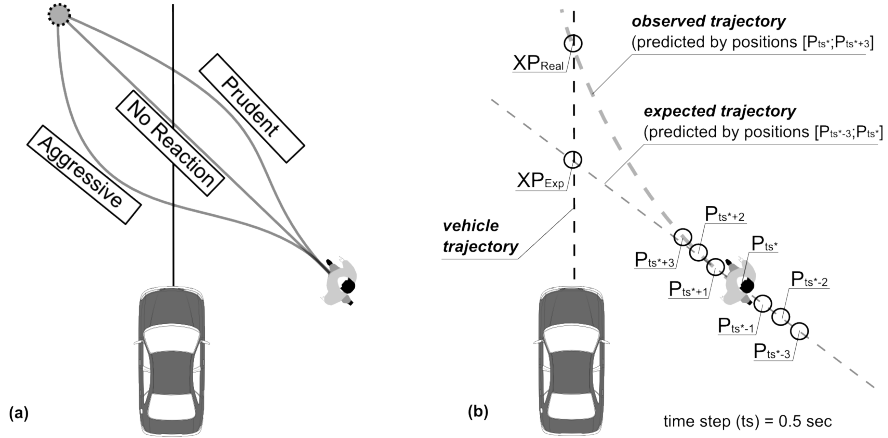 Prudent
No Reaction
Aggressive
(a)
observed trajectory
(predicted by positions [Pts*;Pts*+3]
XPReal
expected trajectory
(predicted by positions [Pts*-3;Pts*]
XPExp
vehicle
trajectory
Pts*+2
Pts*
Pts*+3
Pts*+1
Pts*-2
Pts*-1
Pts*-3
(b)
time step (ts) = 0.5 sec